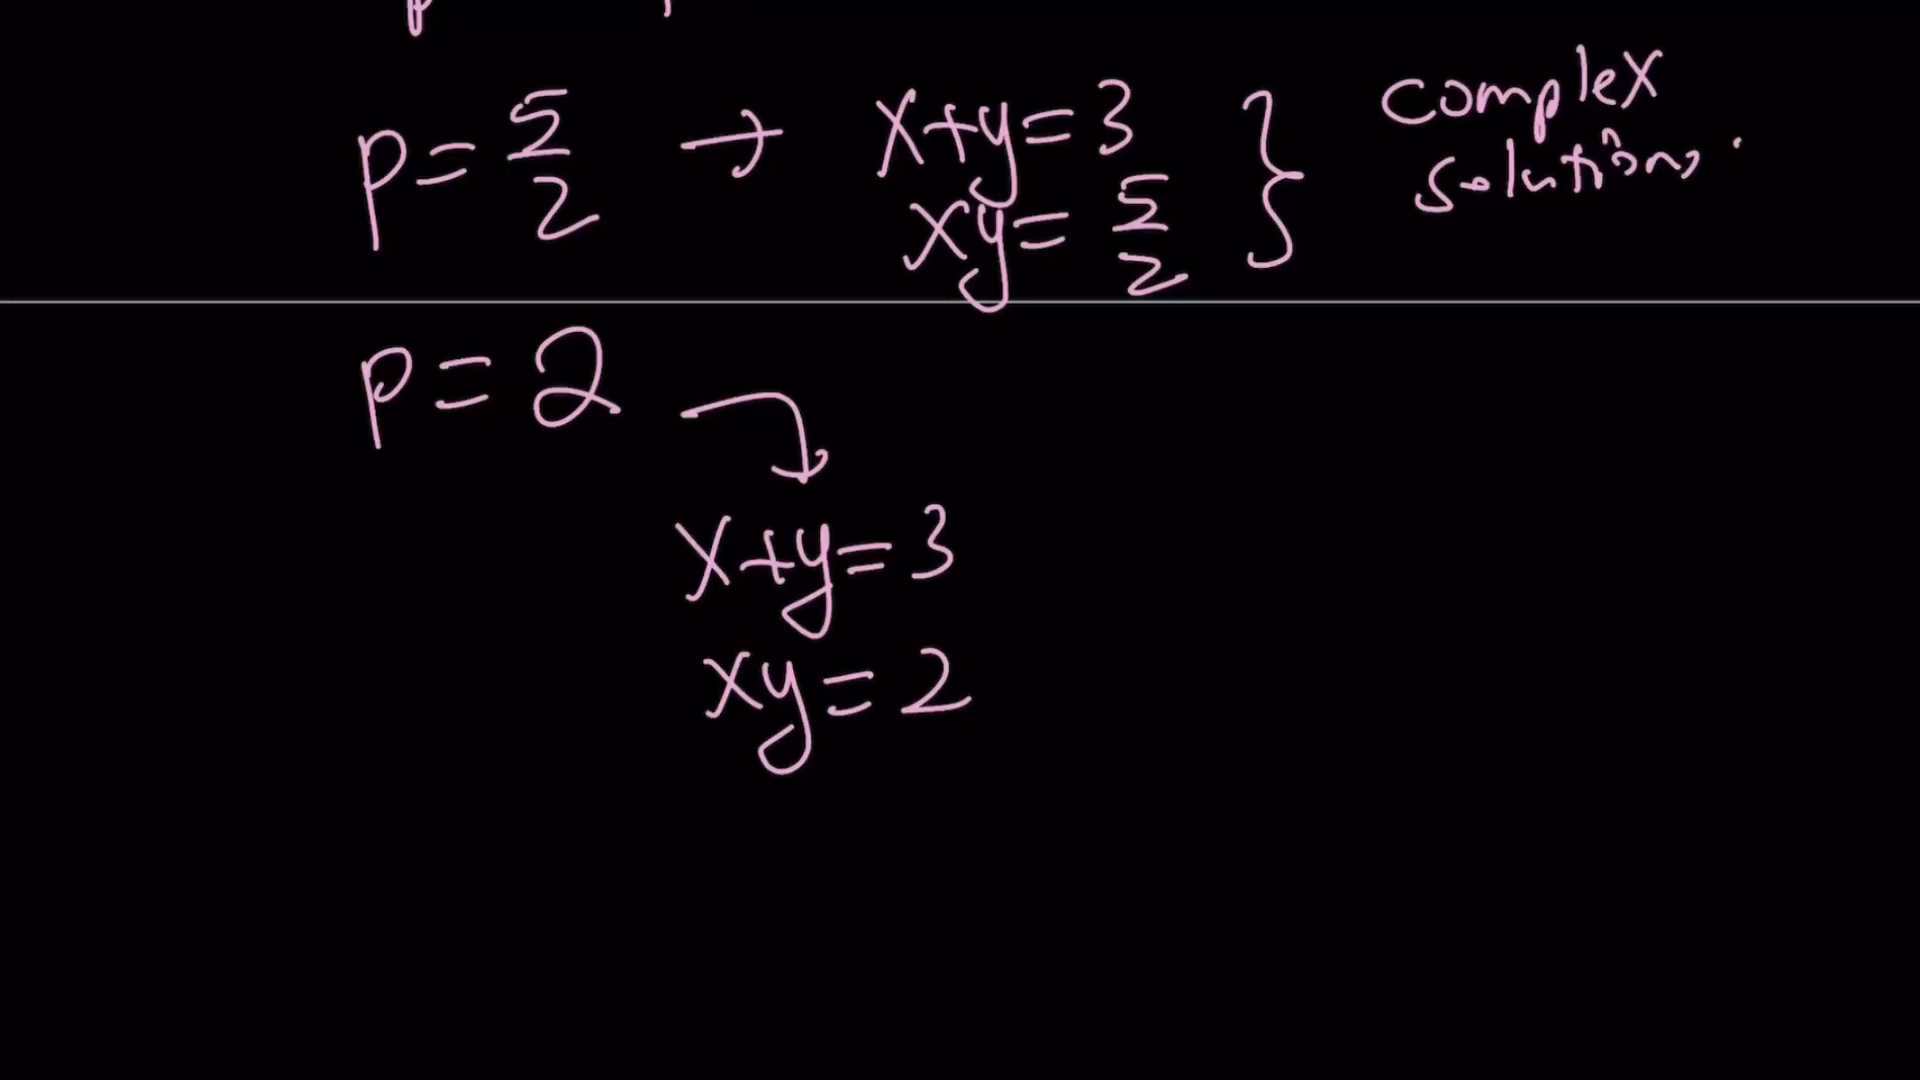 p = 5/2 → x+y=3 } complex
xy = 5/2 solutions.
p = 2
x+y=3
xy=2